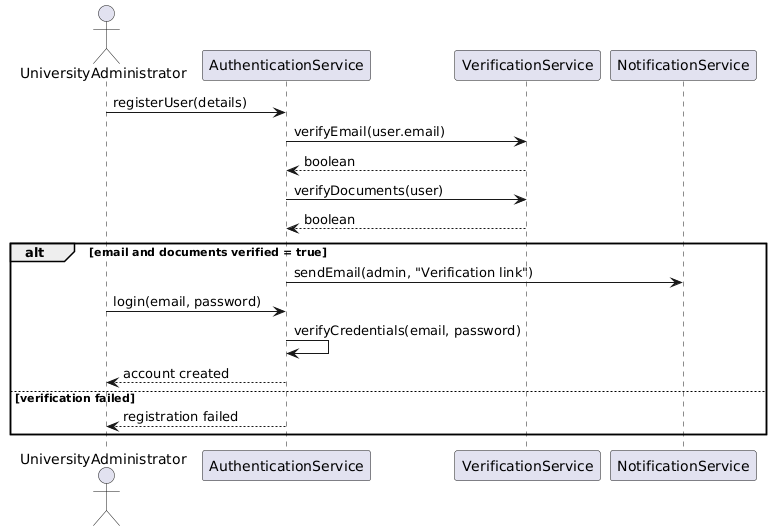 UniversityAdministrator
AuthenticationService
VerificationService
NotificationService
registerUser(details)
verifyEmail(user.email)
boolean
verifyDocuments(user)
boolean
alt
[email and documents verified = true]
sendEmail(admin, "Verification link")
login(email, password)
verifyCredentials(email, password)
account created
[verification failed]
registration failed
UniversityAdministrator
AuthenticationService
VerificationService
NotificationService